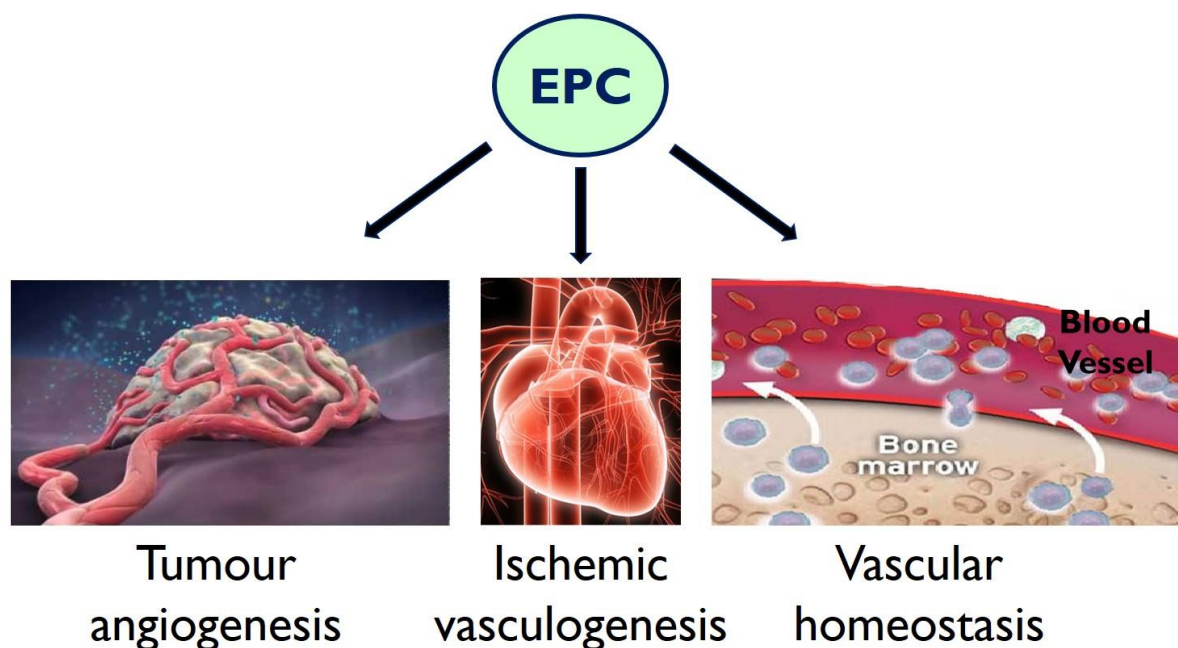 EPC
Blood
Vessel
Bone
marrow
Tumour
angiogenesis
Ischemic
vasculogenesis
Vascular
homeostasis